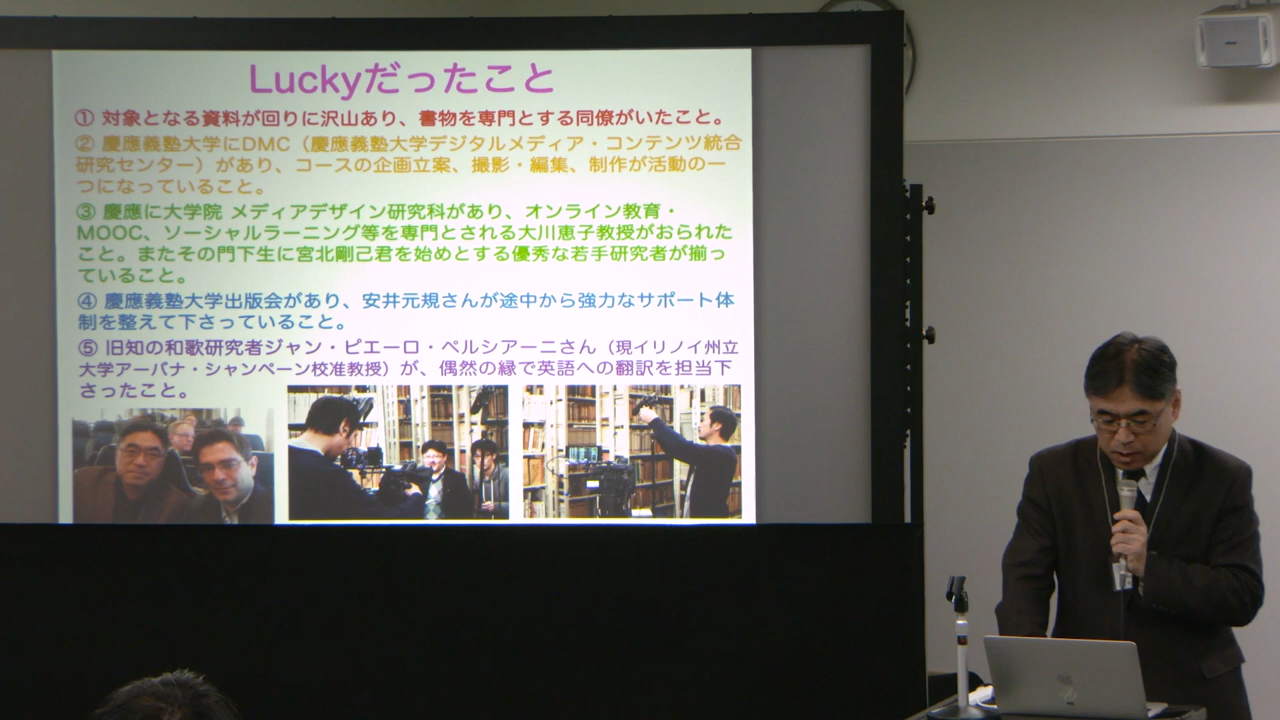 Luckyだったこと
① 対象となる資料が回りに沢山あり、書物を専門とする同僚がいたこと。
② 慶應義塾大学にDMC（慶應義塾大学デジタルメディア・コンテンツ統合
研究センター）があり、コースの企画立案、撮影・編集、制作が活動の一
つになっていること。
③ 慶應に大学院 メディアデザイン研究科があり、オンライン教育・
MOOC、ソーシャルラーニング等を専門とされる大川恵子教授がおられた
こと。またその門下生に宮北剛己君を始めとする優秀な若手研究者が揃っ
ていること。
④ 慶應義塾大学出版会があり、安井元規さんが途中から強力なサポート体
制を整えて下さっていること。
⑤ 旧知の和歌研究者ジャン・ピエーロ・ペルシアーニさん（現イリノイ州立
大学アーバナ・シャンペーン校准教授）が、偶然の縁で英語への翻訳を担当下
さったこと。